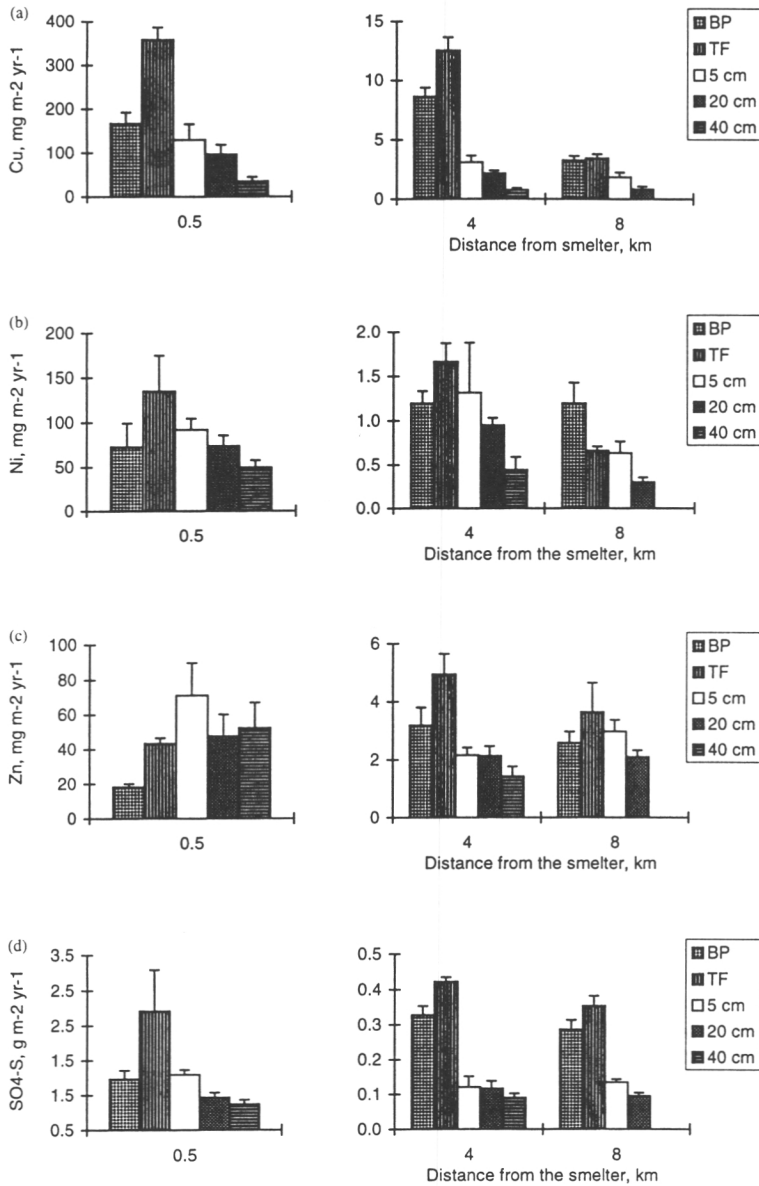 (a)
Cu, mg m-2 yr-1
400
300
200
100
0
0.5
15
10
5
0
4
8
Distance from smelter, km
BP
TF
5 cm
20 cm
40 cm
(b)
Ni, mg m-2 yr-1
200
150
100
50
0
0.5
2.0
1.5
1.0
0.5
0.0
4
8
Distance from the smelter, km
BP
TF
5 cm
20 cm
40 cm
(c)
Zn, mg m-2 yr-1
100
80
60
40
20
0
0.5
6
4
2
0
4
8
Distance from the smelter, km
BP
TF
5 cm
20 cm
40 cm
(d)
SO4-S, g m-2 yr-1
3.5
2.5
2.5
1.5
1.5
0.5
0.5
0.5
0.4
0.3
0.2
0.1
0.0
4
8
Distance from the smelter, km
BP
TF
5 cm
20 cm
40 cm